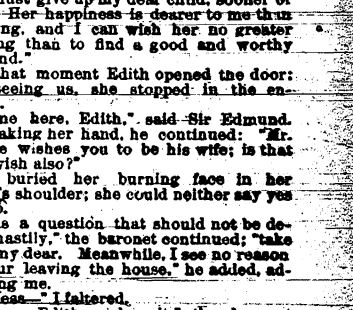 must give up my dear child, sooner or
Her happiness is dearer to me than
ng, and I can wish her no greater
ng than to find a good and worthy
nd."
hat moment Edith opened the door;
seeing us, she stopped in the en-
ne here, Edith," said Sir Edmund.
aking her hand, he continued: "Mr.
e wishes you to be his wife; is that
wish also?"
buried her burning face in her
's shoulder; she could neither say yes
s a question that should not be de-
hastily," the baronet continued; "take
my dear. Meanwhile, I see no reason
ur leaving the house," he added, ad-
ng me.
ess—" I faltered.